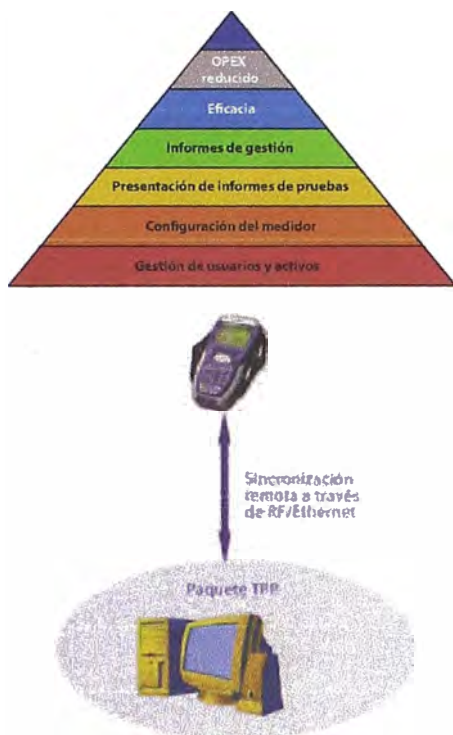 OPEX
reducido
Eficacia
Informes de gestión
Presentación de informes de pruebas
Configuración del medidor
Gestión de usuarios y activos
Sincronización
remota a través
de RF/Ethernet
Paquete TPP